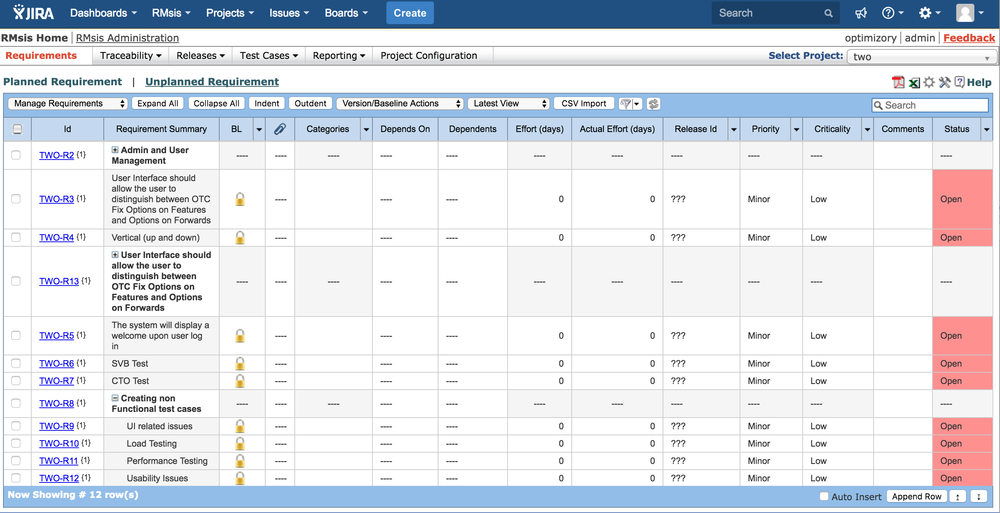 JIRA Dashboards RMsis Projects Issues Boards Create Search
RMsis Home RMsis Administration optimizory admin Feedback
Requirements Traceability Releases Test Cases Reporting Project Configuration Select Project: two
Planned Requirement | Unplanned Requirement Help
Manage Requirements Expand All Collapse All Indent Outdent Version/Baseline Actions Latest View CSV Import Search
Id Requirement Summary BL Categories Depends On Dependents Effort (days) Actual Effort (days) Release Id Priority Criticality Comments Status
TWO-R2 {1} Admin and User
Management ---- ---- ---- ---- ---- ---- ---- ---- ---- ---- ----
User Interface should
allow the user to
TWO-R3 {1} distinguish between OTC ---- ---- ---- 0 0 ??? Minor Low Open
Fix Options on Features
and Options on Forwards
TWO-R4 {1} Vertical (up and down) ---- ---- ---- 0 0 ??? Minor Low Open
User Interface should
allow the user to
distinguish between
TWO-R13 {1} OTC Fix Options on ---- ---- ---- ---- ---- ---- ---- ---- ---- ---- ----
Features and Options
on Forwards
The system will display a
TWO-R5 {1} welcome upon user log ---- ---- ---- 0 0 ??? Minor Low Open
in
TWO-R6 {1} SVB Test ---- ---- ---- 0 0 ??? Minor Low Open
TWO-R7 {1} CTO Test ---- ---- ---- 0 0 ??? Minor Low Open
TWO-R8 {1} Creating non
Functional test cases ---- ---- ---- ---- ---- ---- ---- ---- ---- ---- ----
TWO-R9 {1} UI related issues ---- ---- ---- 0 0 ??? Minor Low Open
TWO-R10 {1} Load Testing ---- ---- ---- 0 0 ??? Minor Low Open
TWO-R11 {1} Performance Testing ---- ---- ---- 0 0 ??? Minor Low Open
TWO-R12 {1} Usability Issues ---- ---- ---- 0 0 ??? Minor Low Open
Now Showing # 12 row(s) Auto Insert Append Row